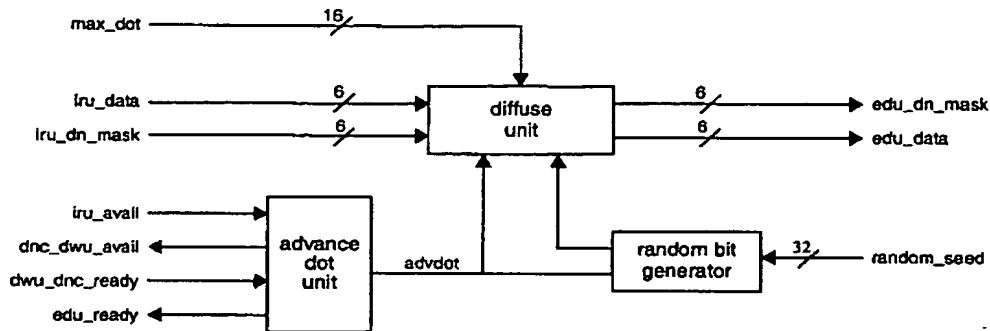 max_dot
16
iru_data
6
iru_dn_mask
6
diffuse
unit
6
edu_dn_mask
6
edu_data
iru_avail
dnc_dwu_avail
dwu_dnc_ready
edu_ready
advance
dot
unit
advdot
random bit
generator
32
random_seed